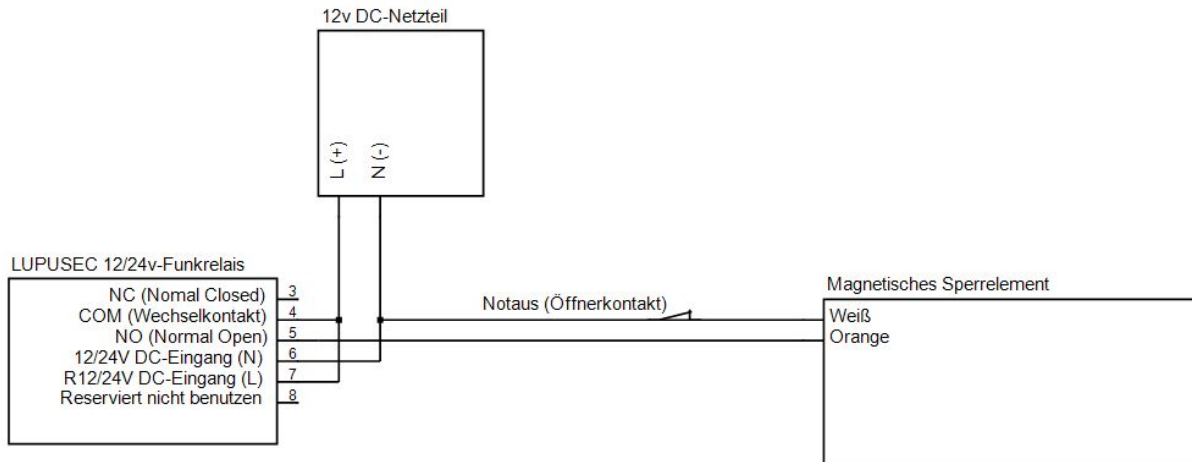 12v DC-Netzteil
L (+)
N (-)
LUPUSEC 12/24v-Funkrelais
NC (Nomal Closed) 3
COM (Wechselkontakt) 4
NO (Normal Open) 5
12/24V DC-Eingang (N) 6
R12/24V DC-Eingang (L) 7
Reserviert nicht benutzen 8
Notaus (Öffnerkontakt)
Magnetisches Sperrelement
Weiß
Orange